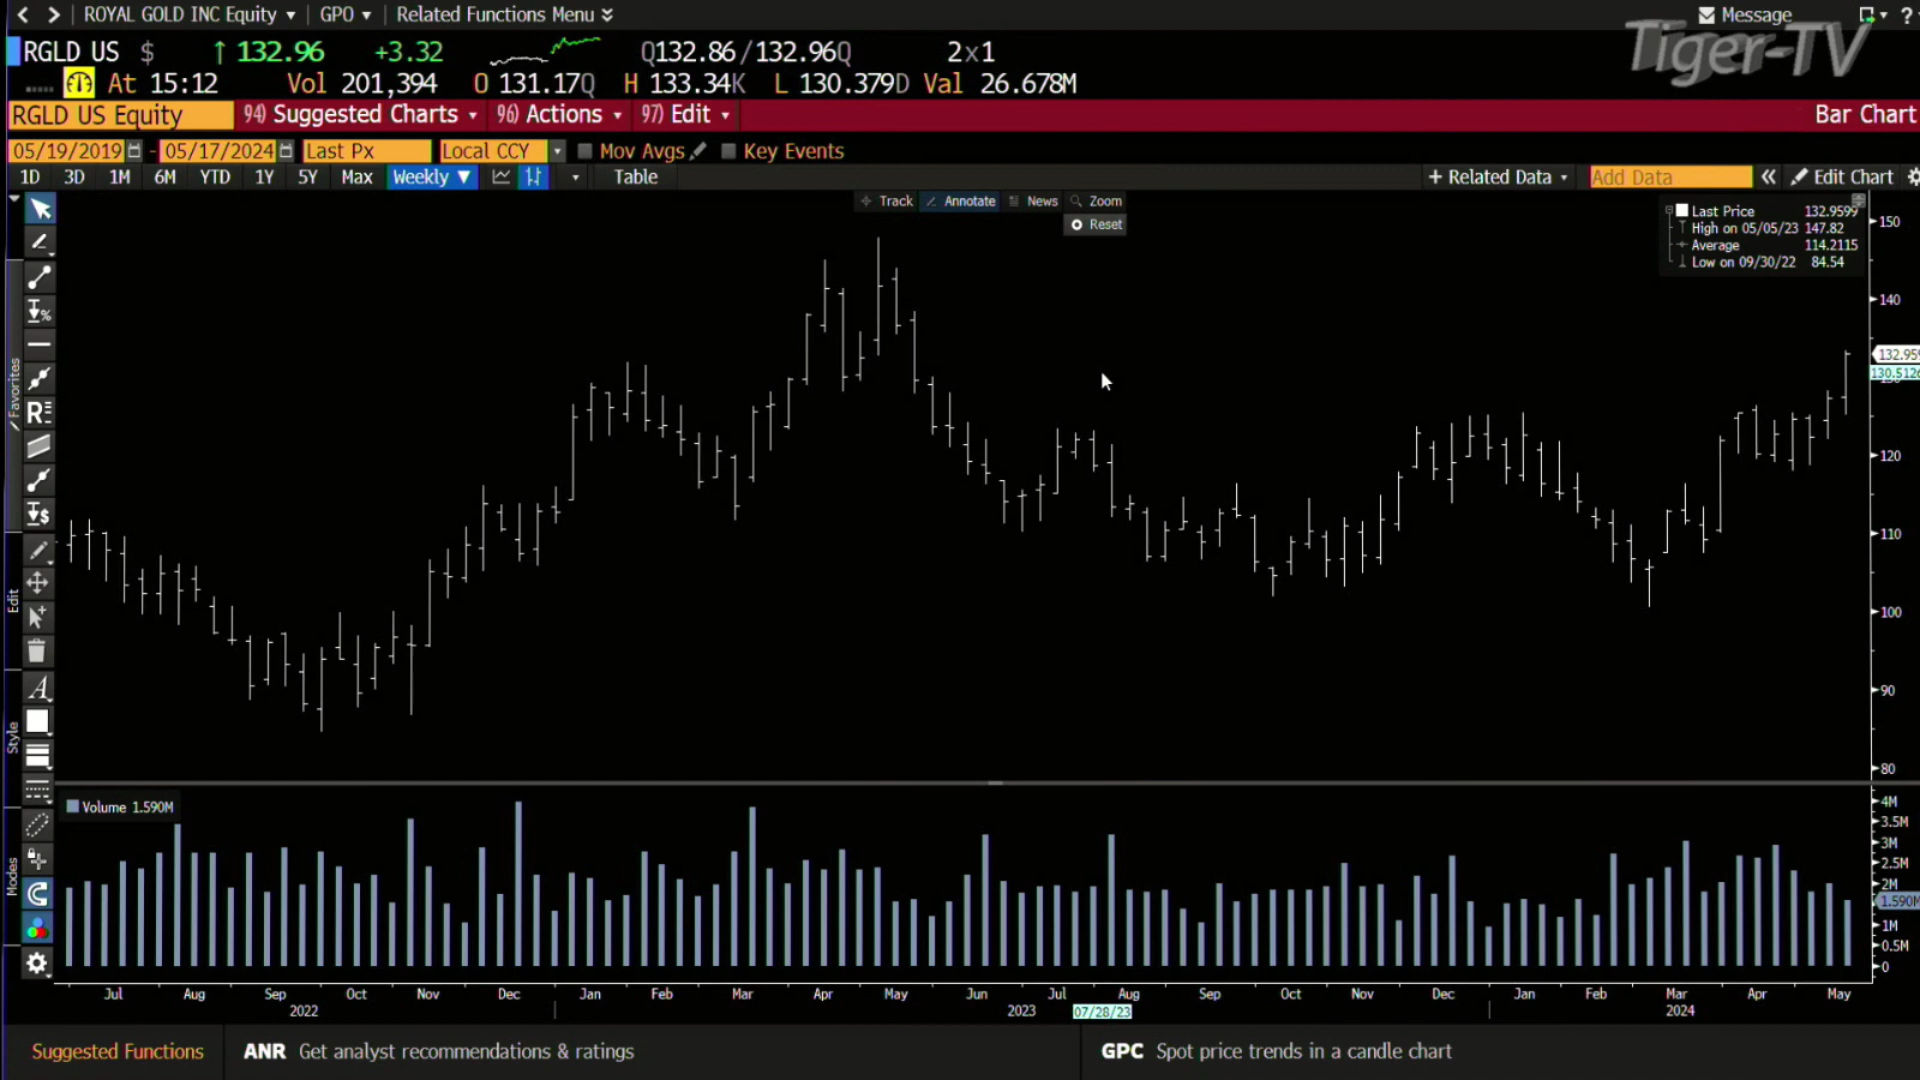 ROYAL GOLD INC Equity GPO Related Functions Menu Message ?
RGLD US $ ↑ 132.96 +3.32 Q132.86/132.96Q 2x1
Tiger-TV
At 15:12 Vol 201,394 O 131.17Q H 133.34K L 130.379D Val 26.678M
RGLD US Equity 94) Suggested Charts 96) Actions 97) Edit Bar Chart
05/19/2019 - 05/17/2024 Last Px Local CCY Mov Avgs Key Events
1D 3D 1M 6M YTD 1Y 5Y Max Weekly ▼ Table + Related Data Add Data « Edit Chart
Track Annotate News Zoom
Reset
Last Price 132.9599
High on 05/05/23 147.82
Average 114.2115
Low on 09/30/22 84.54
150
140
132.959
130.5126
120
110
100
90
80
Favorites
Edit
Style
Modes
Volume 1.590M
4M
3.5M
3M
2.5M
2M
1.590M
1M
0.5M
0
Jul Aug Sep Oct Nov Dec Jan Feb Mar Apr May Jun Jul Aug Sep Oct Nov Dec Jan Feb Mar Apr May
2022 2023 07/28/23 2024
Suggested Functions ANR Get analyst recommendations & ratings GPC Spot price trends in a candle chart